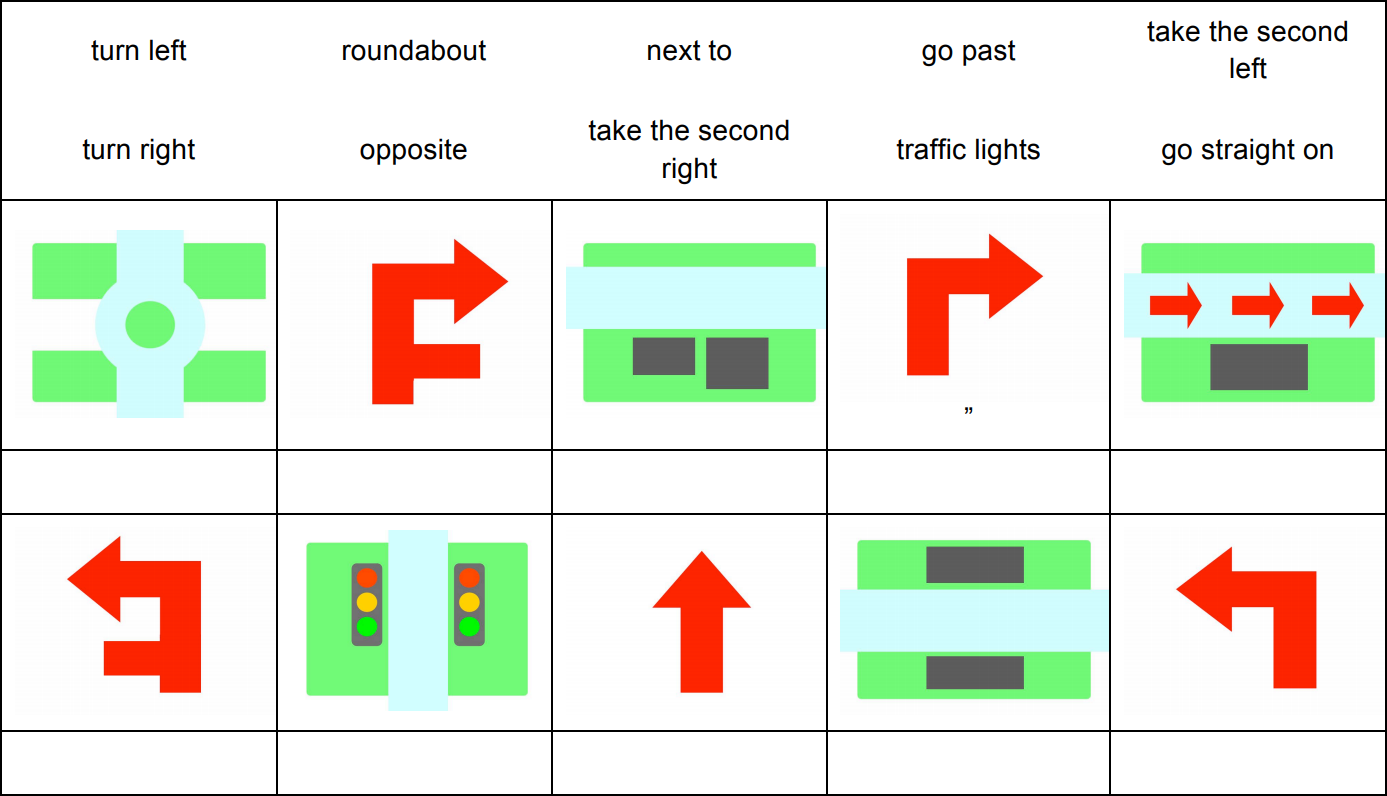 turn left
roundabout
next to
go past
take the second
left
turn right
opposite
take the second
right
traffic lights
go straight on
”